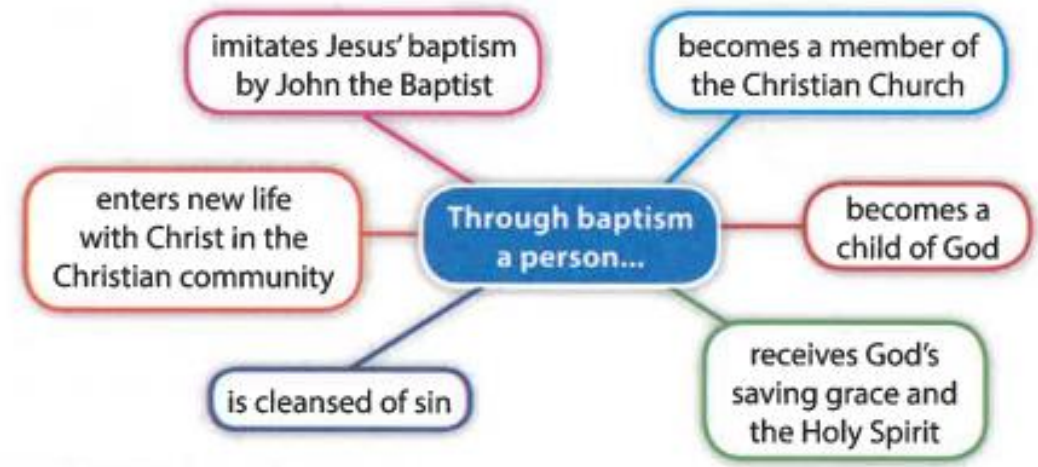 imitates Jesus’ baptism
by John the Baptist
becomes a member of
the Christian Church
enters new life
with Christ in the
Christian community
Through baptism
a person...
becomes a
child of God
is cleansed of sin
receives God’s
saving grace and
the Holy Spirit